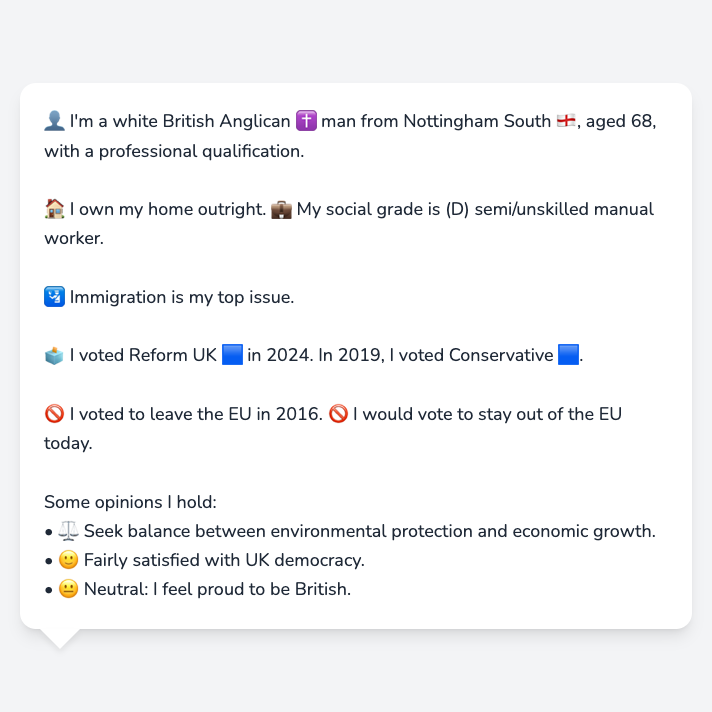 👤 I'm a white British Anglican ✝️ man from Nottingham South 🏴󠁧󠁢󠁥󠁮󠁧󠁿, aged 68,
with a professional qualification.
🏠 I own my home outright. 💼 My social grade is (D) semi/unskilled manual
worker.
🛂 Immigration is my top issue.
🗳️ I voted Reform UK 🟦 in 2024. In 2019, I voted Conservative 🟦.
🚫 I voted to leave the EU in 2016. 🚫 I would vote to stay out of the EU
today.
Some opinions I hold:
• ⚖️ Seek balance between environmental protection and economic growth.
• 🙂 Fairly satisfied with UK democracy.
• 😐 Neutral: I feel proud to be British.